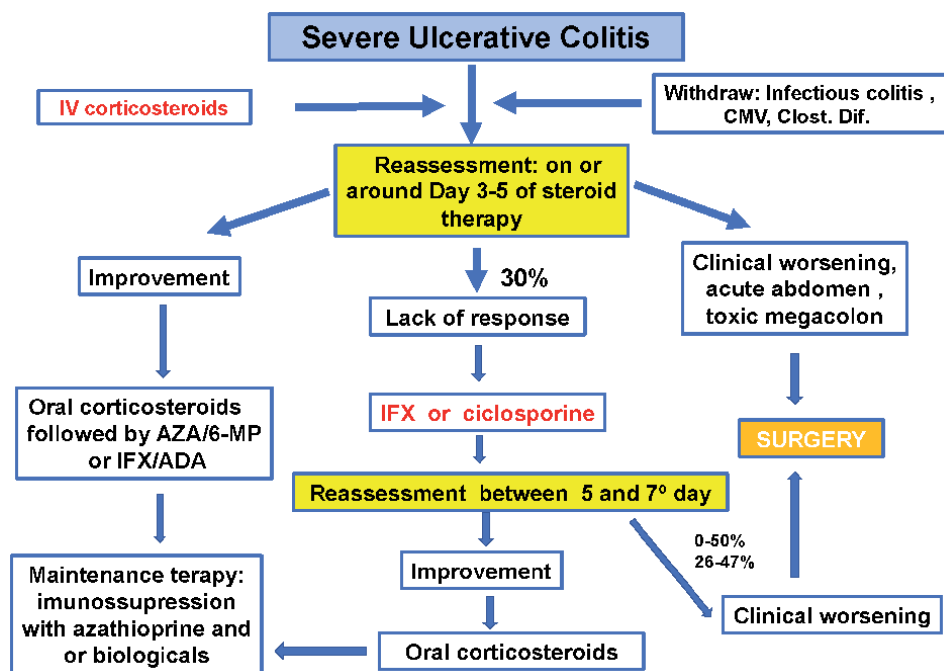 Severe Ulcerative Colitis
IV corticosteroids
Withdraw: Infectious colitis ,
CMV, Clost. Dif.
Reassessment: on or
around Day 3-5 of steroid
therapy
Improvement
30%
Lack of response
Clinical worsening,
acute abdomen ,
toxic megacolon
Oral corticosteroids
followed by AZA/6-MP
or IFX/ADA
IFX or ciclosporine
SURGERY
Reassessment between 5 and 7º day
0-50%
26-47%
Improvement
Clinical worsening
Maintenance terapy:
imunossupression
with azathioprine and
or biologicals
Oral corticosteroids